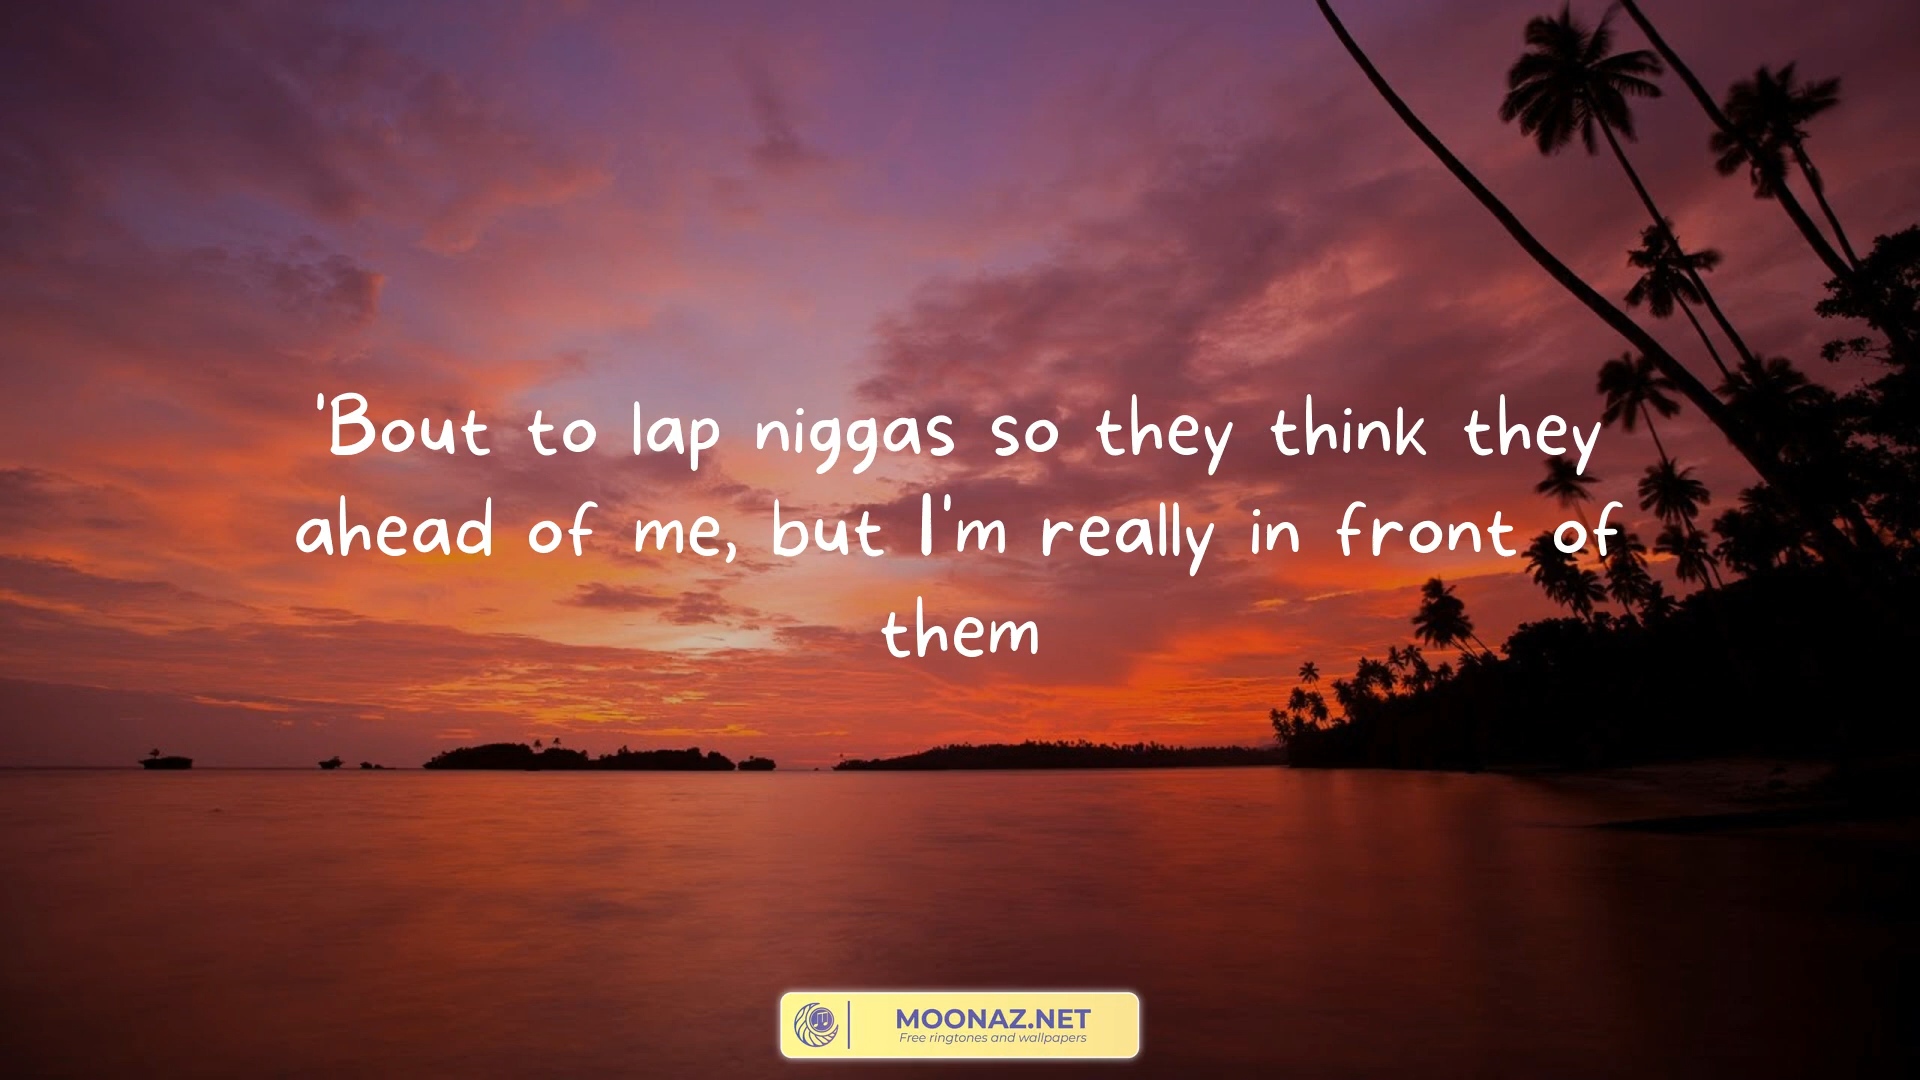 'Bout to lap niggas so they think they
ahead of me, but I'm really in front of
them
MOONAZ.NET
Free ringtones and wallpapers